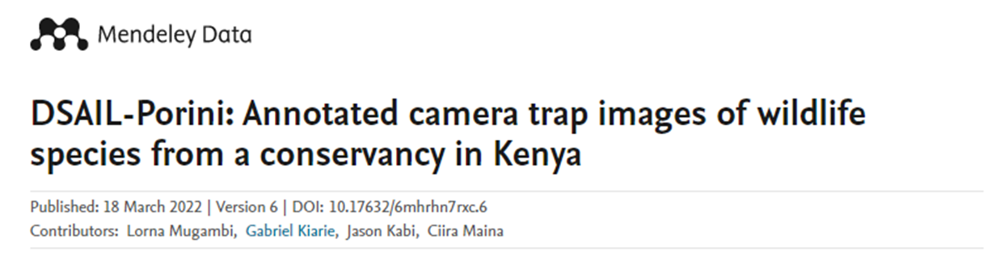 Mendeley Data
DSAIL-Porini: Annotated camera trap images of wildlife
species from a conservancy in Kenya
Published: 18 March 2022 | Version 6 | DOI: 10.17632/6mhrhn7rxc.6
Contributors: Lorna Mugambi, Gabriel Kiarie, Jason Kabi, Ciira Maina